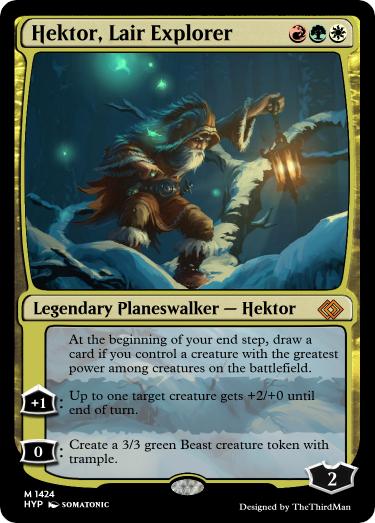 Hektor, Lair Explorer
Legendary Planeswalker — Hektor
At the beginning of your end step, draw a
card if you control a creature with the greatest
power among creatures on the battlefield.
+1: Up to one target creature gets +2/+0 until
end of turn.
0: Create a 3/3 green Beast creature token with
trample.
2
M 1424
HYP SOMATONIC
Designed by TheThirdMan